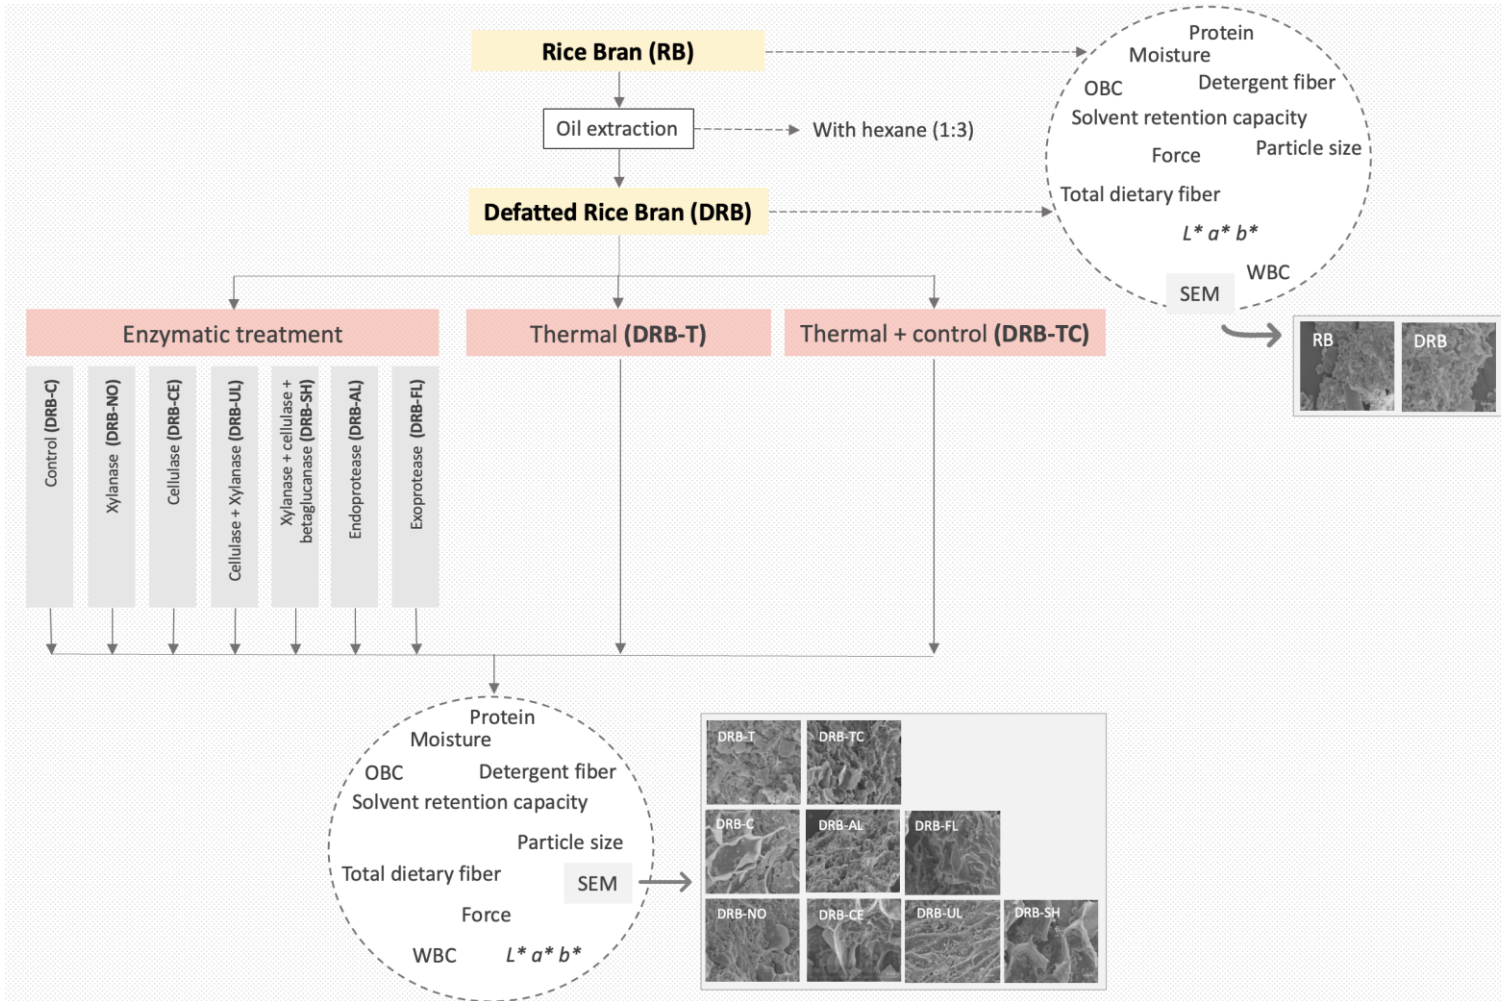 Rice Bran (RB)
Oil extraction
With hexane (1:3)
Defatted Rice Bran (DRB)
Protein
Moisture
OBC
Detergent fiber
Solvent retention capacity
Force
Particle size
Total dietary fiber
L* a* b*
WBC
SEM
RB
DRB
Enzymatic treatment
Thermal (DRB-T)
Thermal + control (DRB-TC)
Control (DRB-C)
Xylanase (DRB-NO)
Cellulase (DRB-CE)
Cellulase + Xylanase (DRB-UL)
Xylanase + cellulase +
betaglucanase (DRB-SH)
Endoprotease (DRB-AL)
Exoprotease (DRB-FL)
Protein
Moisture
OBC
Detergent fiber
Solvent retention capacity
Particle size
Total dietary fiber
SEM
Force
WBC
L* a* b*
DRB-T
DRB-TC
DRB-C
DRB-AL
DRB-FL
DRB-NO
DRB-CE
DRB-UL
DRB-SH